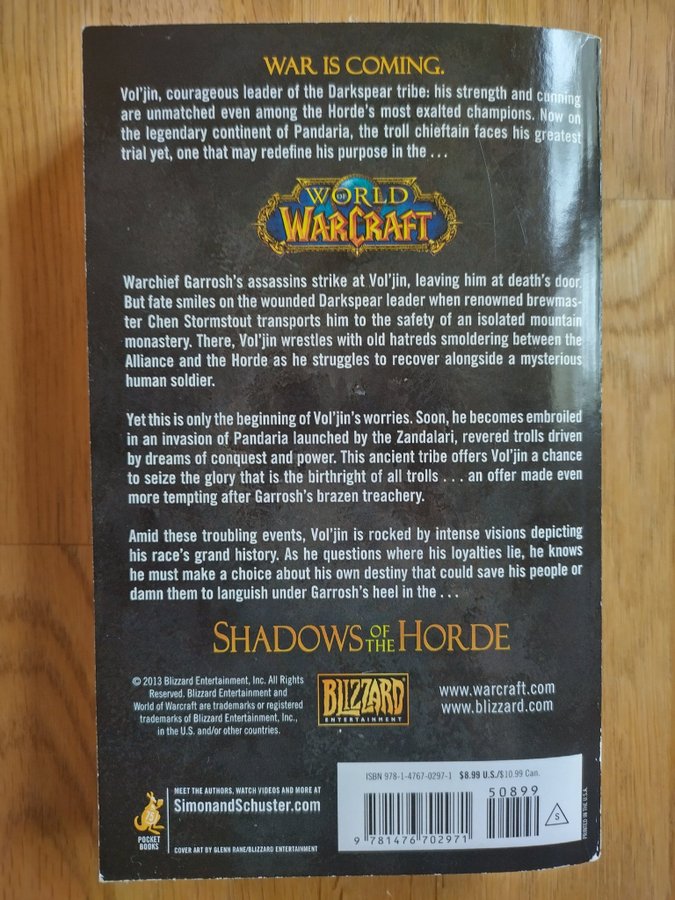 WAR IS COMING.
Vol'jin, courageous leader of the Darkspear tribe: his strength and cunning
are unmatched even among the Horde's most exalted champions. Now on
the legendary continent of Pandaria, the troll chieftain faces his greatest
trial yet, one that may redefine his purpose in the . . .
WORLD OF
WARCRAFT
Warchief Garrosh's assassins strike at Vol'jin, leaving him at death's door.
But fate smiles on the wounded Darkspear leader when renowned brewmas-
ter Chen Stormstout transports him to the safety of an isolated mountain
monastery. There, Vol'jin wrestles with old hatreds smoldering between the
Alliance and the Horde as he struggles to recover alongside a mysterious
human soldier.
Yet this is only the beginning of Vol'jin's worries. Soon, he becomes embroiled
in an invasion of Pandaria launched by the Zandalari, revered trolls driven
by dreams of conquest and power. This ancient tribe offers Vol'jin a chance
to seize the glory that is the birthright of all trolls . . . an offer made even
more tempting after Garrosh's brazen treachery.
Amid these troubling events, Vol'jin is rocked by intense visions depicting
his race's grand history. As he questions where his loyalties lie, he knows
he must make a choice about his own destiny that could save his people or
damn them to languish under Garrosh's heel in the . . .
SHADOWS OF THE HORDE
© 2013 Blizzard Entertainment, Inc. All Rights
Reserved. Blizzard Entertainment and
World of Warcraft are trademarks or registered
trademarks of Blizzard Entertainment, Inc.,
in the U.S. and/or other countries.
BLIZZARD
ENTERTAINMENT
www.warcraft.com
www.blizzard.com
75
POCKET
BOOKS
MEET THE AUTHORS, WATCH VIDEOS AND MORE AT
SimonandSchuster.com
COVER ART BY GLENN RANE/BLIZZARD ENTERTAINMENT
ISBN 978-1-4767-0297-1 $8.99 U.S./$10.99 Can.
50899
9 781476 702971
S
PRINTED IN THE U.S.A.